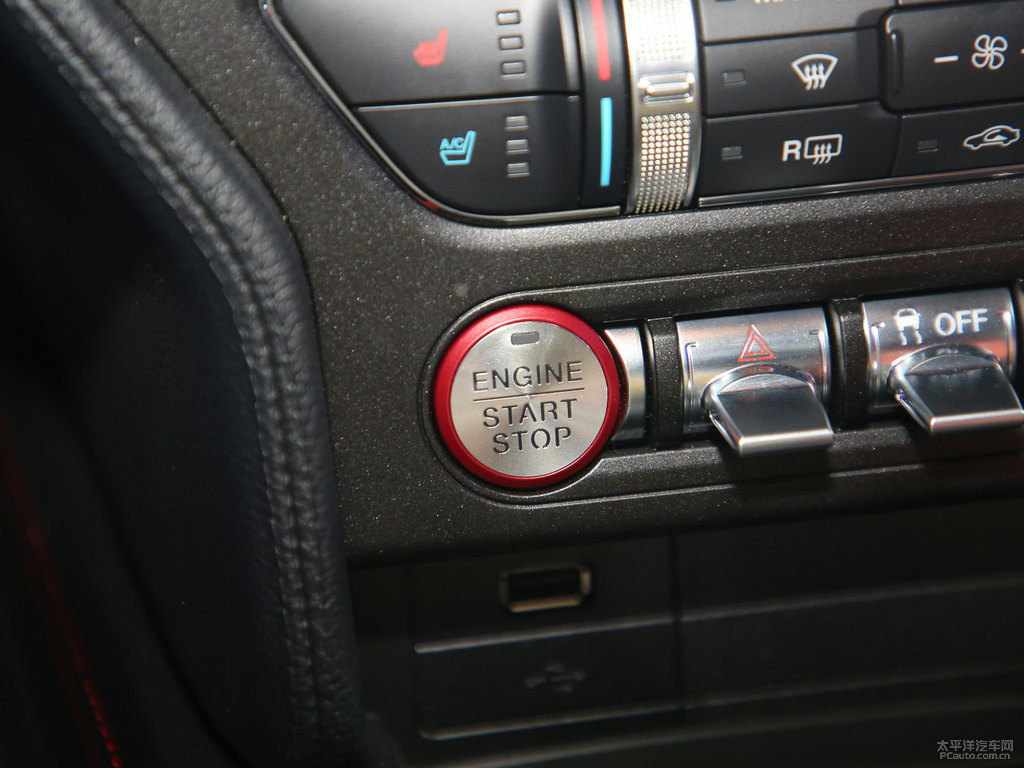 A/C
R
OFF
ENGINE
START
STOP
太平洋汽车网
PCauto.com.cn